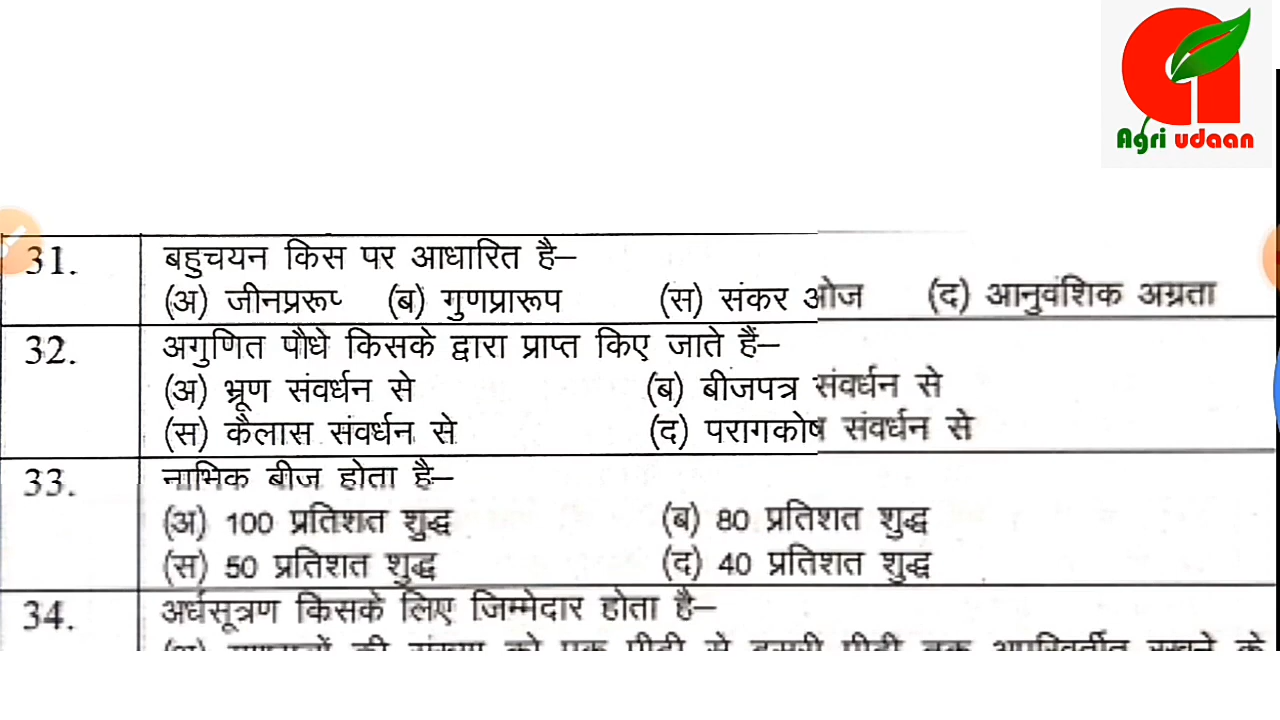 Agri udaan
31. बहुचयन किस पर आधारित है–
(अ) जीनप्ररूप (ब) गुणप्रारूप (स) संकर ओज (द) आनुवंशिक अग्रता
32. अगुणित पौधे किसके द्वारा प्राप्त किए जाते हैं–
(अ) भ्रूण संवर्धन से (ब) बीजपत्र संवर्धन से
(स) कैलास संवर्धन से (द) परागकोष संवर्धन से
33. नाभिक बीज होता है–
(अ) 100 प्रतिशत शुद्ध (ब) 80 प्रतिशत शुद्ध
(स) 50 प्रतिशत शुद्ध (द) 40 प्रतिशत शुद्ध
34. अर्धसूत्रण किसके लिए जिम्मेदार होता है–